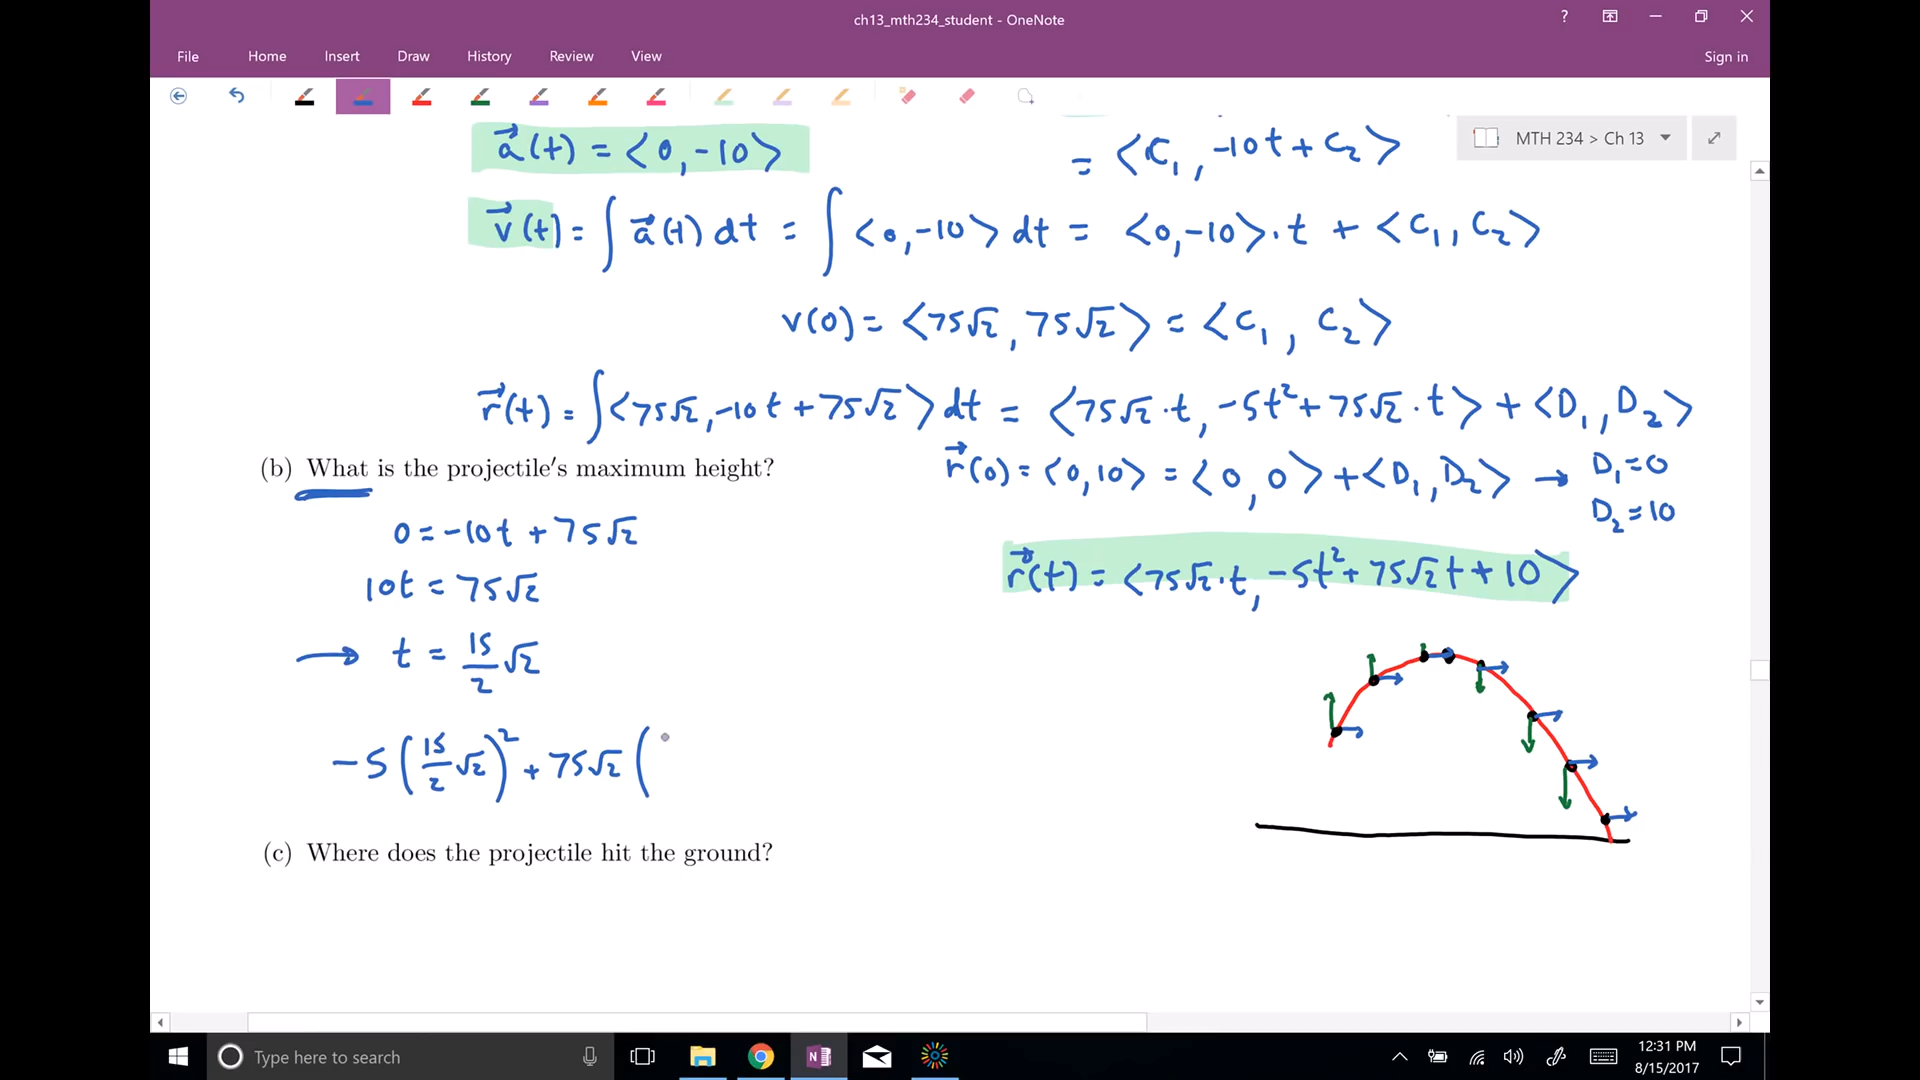 ch13_mth234_student - OneNote
?
File Home Insert Draw History Review View Sign in
MTH 234 > Ch 13
a⃗(t) = <0, -10>
= <C₁, -10t + C₂>
v⃗(t) = ∫ a⃗(t) dt = ∫ <0, -10> dt = <0, -10>·t + <C₁, C₂>
v(0) = <75√2, 75√2> = <C₁, C₂>
r⃗(t) = ∫<75√2, -10t + 75√2> dt = <75√2·t, -5t² + 75√2·t> + <D₁, D₂>
(b) What is the projectile's maximum height?
r⃗(0) = <0, 10> = <0, 0> + <D₁, D₂> → D₁ = 0
D₂ = 10
0 = -10t + 75√2
10t = 75√2
r⃗(t) = <75√2·t, -5t² + 75√2t + 10>
→ t = 15/2 √2
-5(15/2 √2)² + 75√2 (
(c) Where does the projectile hit the ground?
Type here to search
N
12:31 PM
8/15/2017